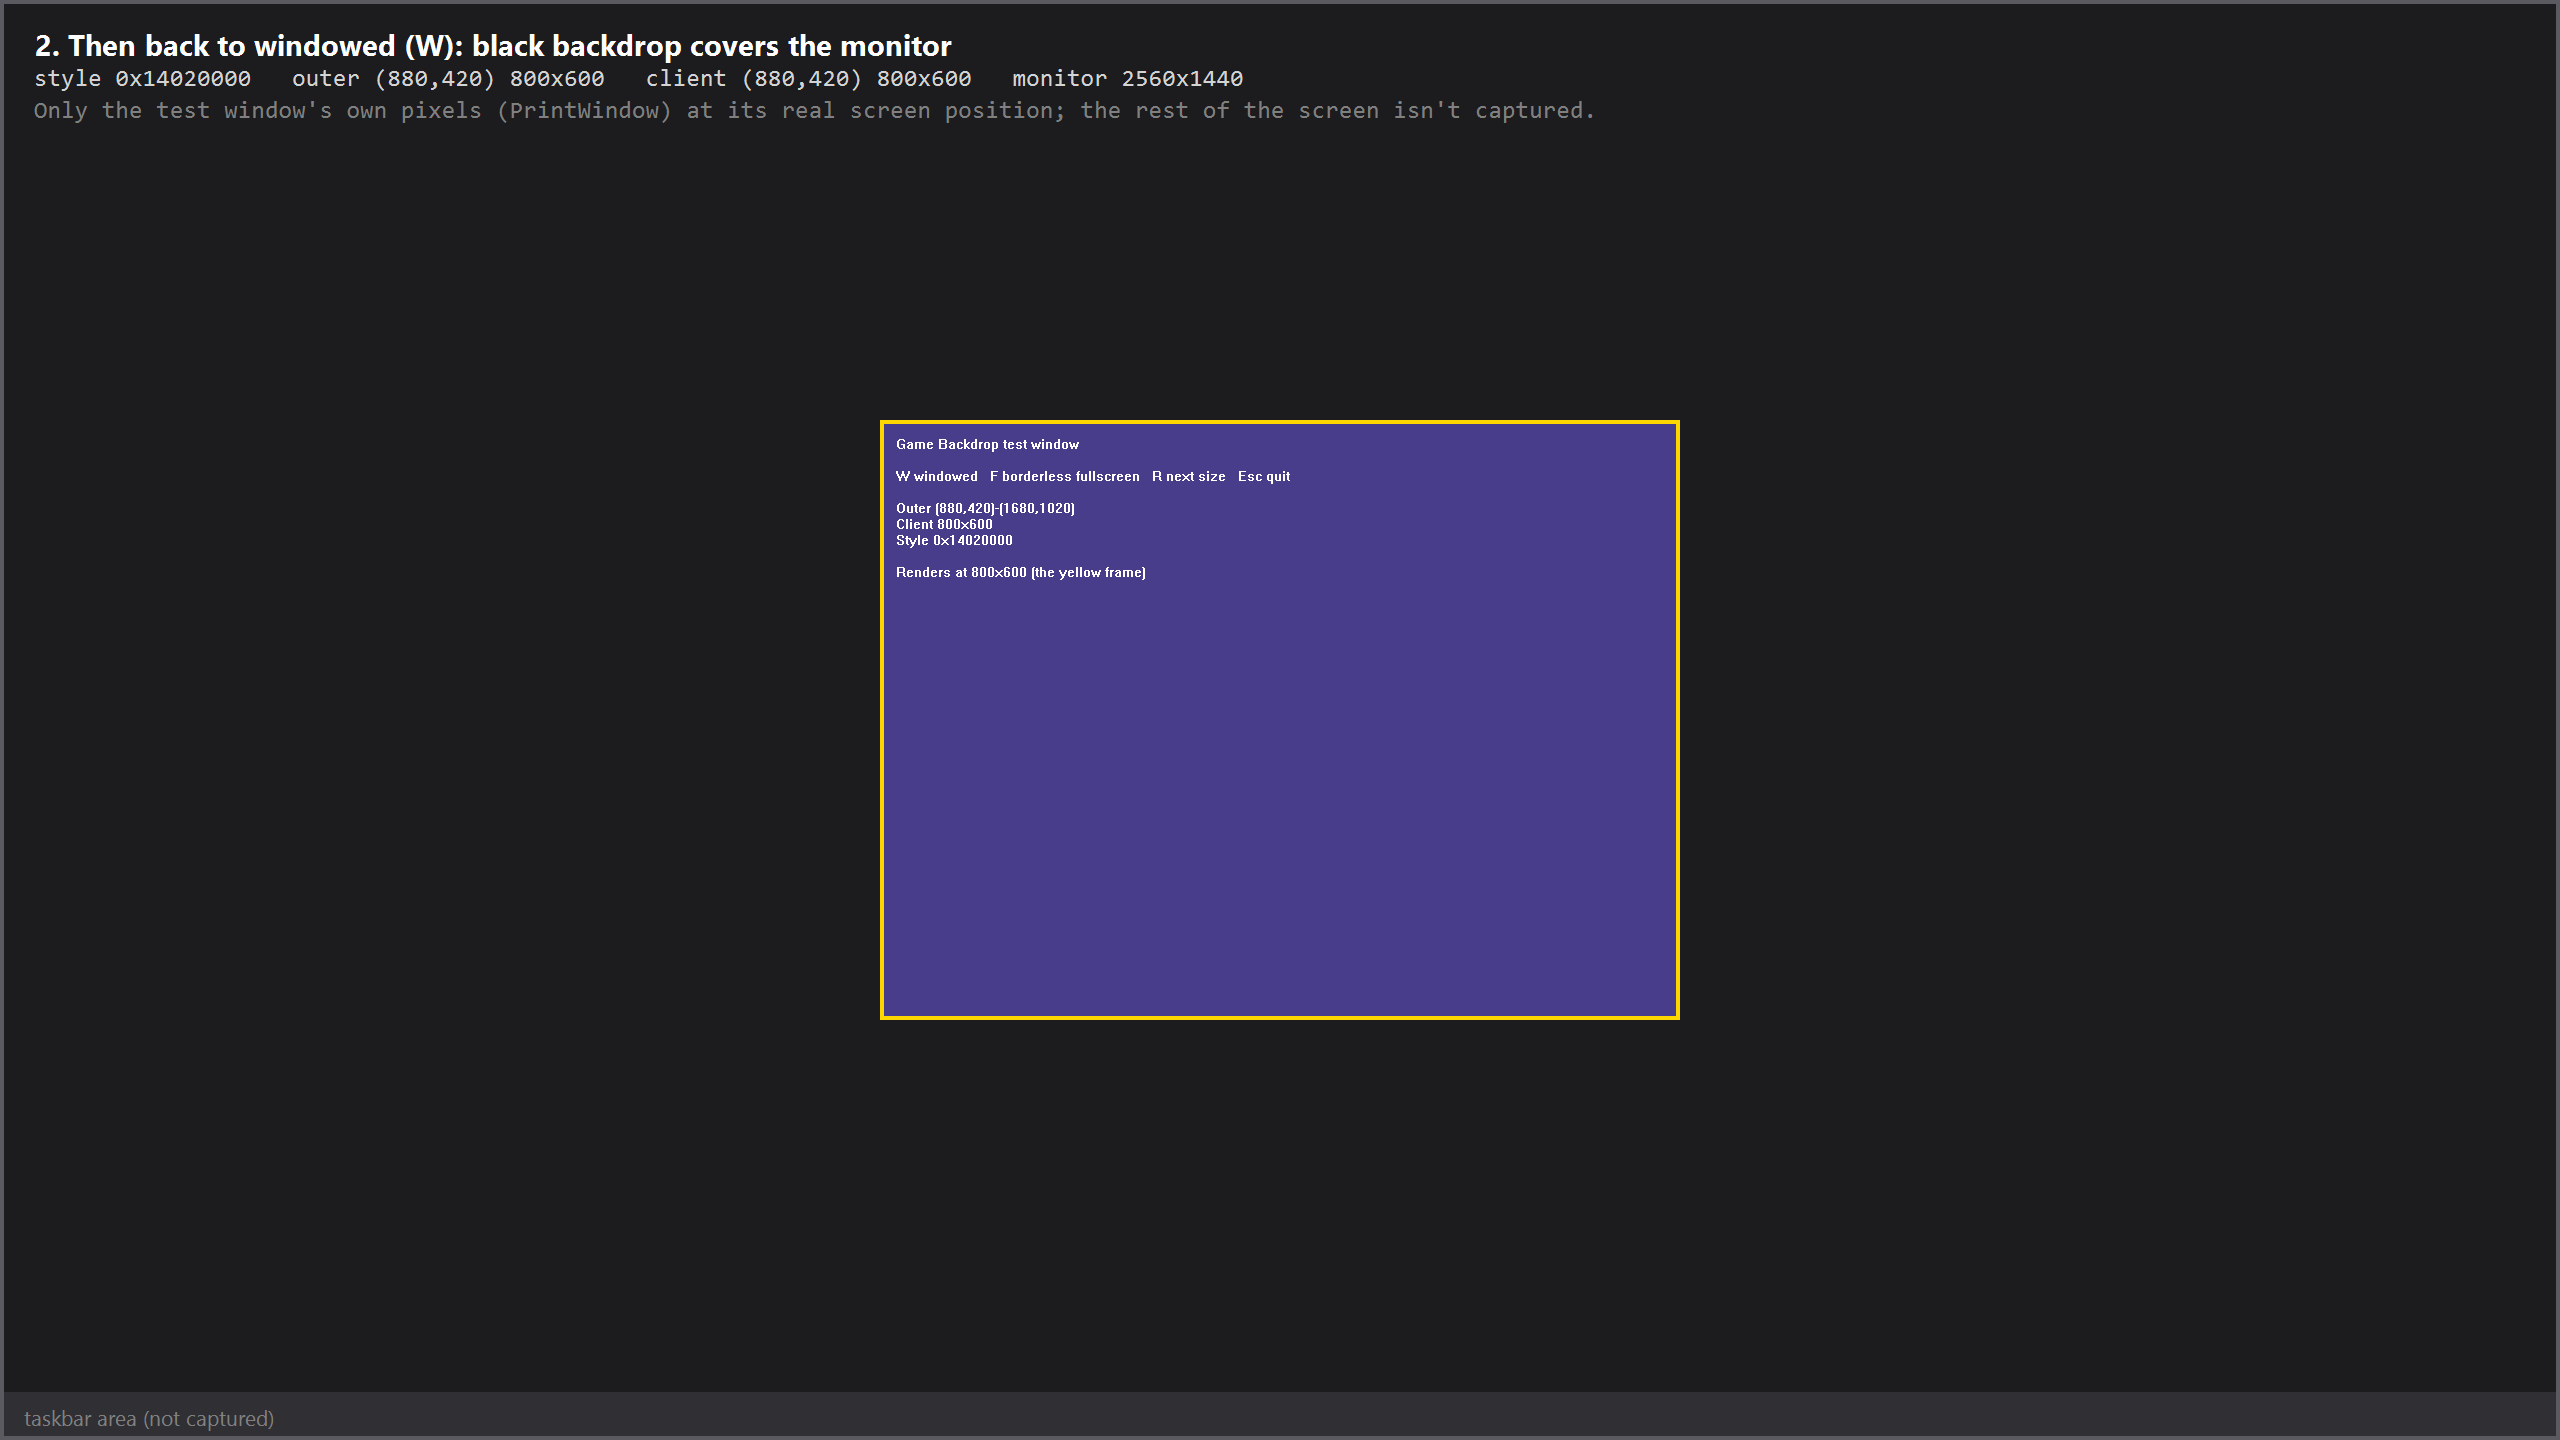 2. Then back to windowed (W): black backdrop covers the monitor
style 0x14020000   outer (880,420) 800x600   client (880,420) 800x600   monitor 2560x1440
Only the test window's own pixels (PrintWindow) at its real screen position; the rest of the screen isn't captured.
Game Backdrop test window
W windowed   F borderless fullscreen   R next size   Esc quit
Outer (880,420)-(1680,1020)
Client 800x600
Style 0x14020000
Renders at 800x600 (the yellow frame)
taskbar area (not captured)